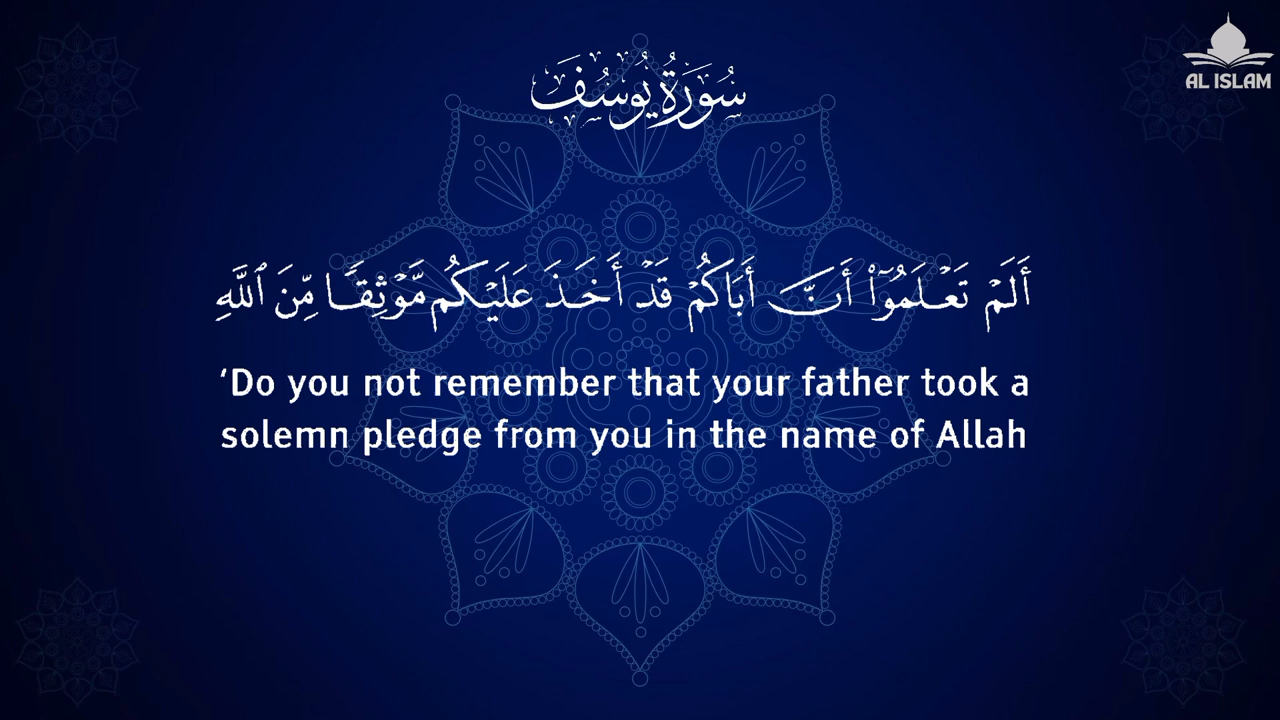 سُورَةُ يُوسُفَ
AL ISLAM
أَلَمْ تَعْلَمُوٓا۟ أَنَّ أَبَاكُمْ قَدْ أَخَذَ عَلَيْكُم مَّوْثِقًا مِّنَ ٱللَّهِ
‘Do you not remember that your father took a
solemn pledge from you in the name of Allah